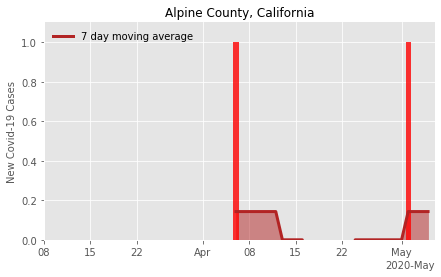 Alpine County, California
7 day moving average
New Covid-19 Cases
1.0
0.8
0.6
0.4
0.2
0.0
08 15 22 Apr 08 15 22 May
2020-May